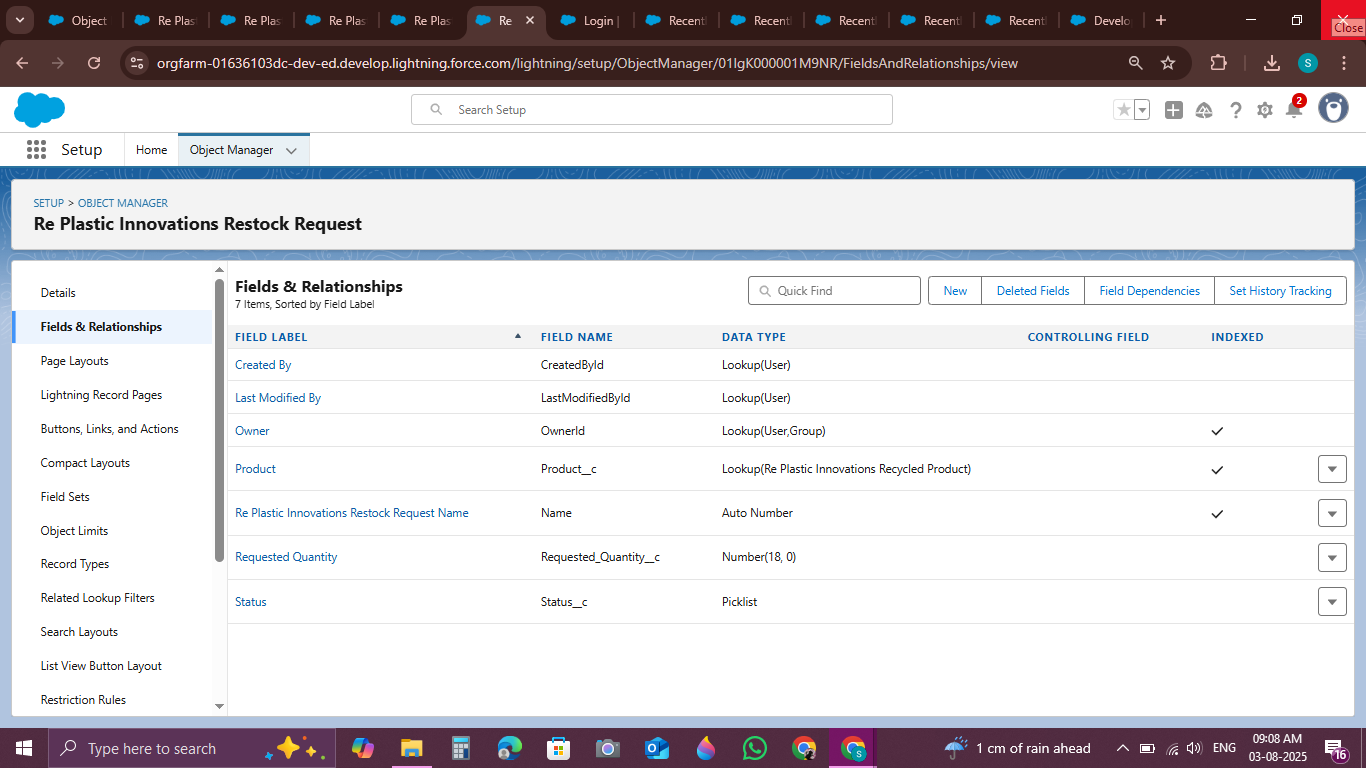 Object
Re Plas
Re Plas
Re Plas
Re Plas
Re
Login |
Recentl
Recentl
Recentl
Recentl
Recentl
Develo
Close
orgfarm-01636103dc-dev-ed.develop.lightning.force.com/lightning/setup/ObjectManager/01IgK000001M9NR/FieldsAndRelationships/view
S
Search Setup
2
Setup
Home
Object Manager
SETUP > OBJECT MANAGER
Re Plastic Innovations Restock Request
Details
Fields & Relationships
Page Layouts
Lightning Record Pages
Buttons, Links, and Actions
Compact Layouts
Field Sets
Object Limits
Record Types
Related Lookup Filters
Search Layouts
List View Button Layout
Restriction Rules
Fields & Relationships
7 Items, Sorted by Field Label
Quick Find
New
Deleted Fields
Field Dependencies
Set History Tracking
FIELD LABEL FIELD NAME DATA TYPE CONTROLLING FIELD INDEXED
Created By CreatedById Lookup(User)
Last Modified By LastModifiedById Lookup(User)
Owner OwnerId Lookup(User,Group)
Product Product__c Lookup(Re Plastic Innovations Recycled Product)
Re Plastic Innovations Restock Request Name Name Auto Number
Requested Quantity Requested_Quantity__c Number(18, 0)
Status Status__c Picklist
Type here to search
S
1 cm of rain ahead
ENG
09:08 AM
03-08-2025
16